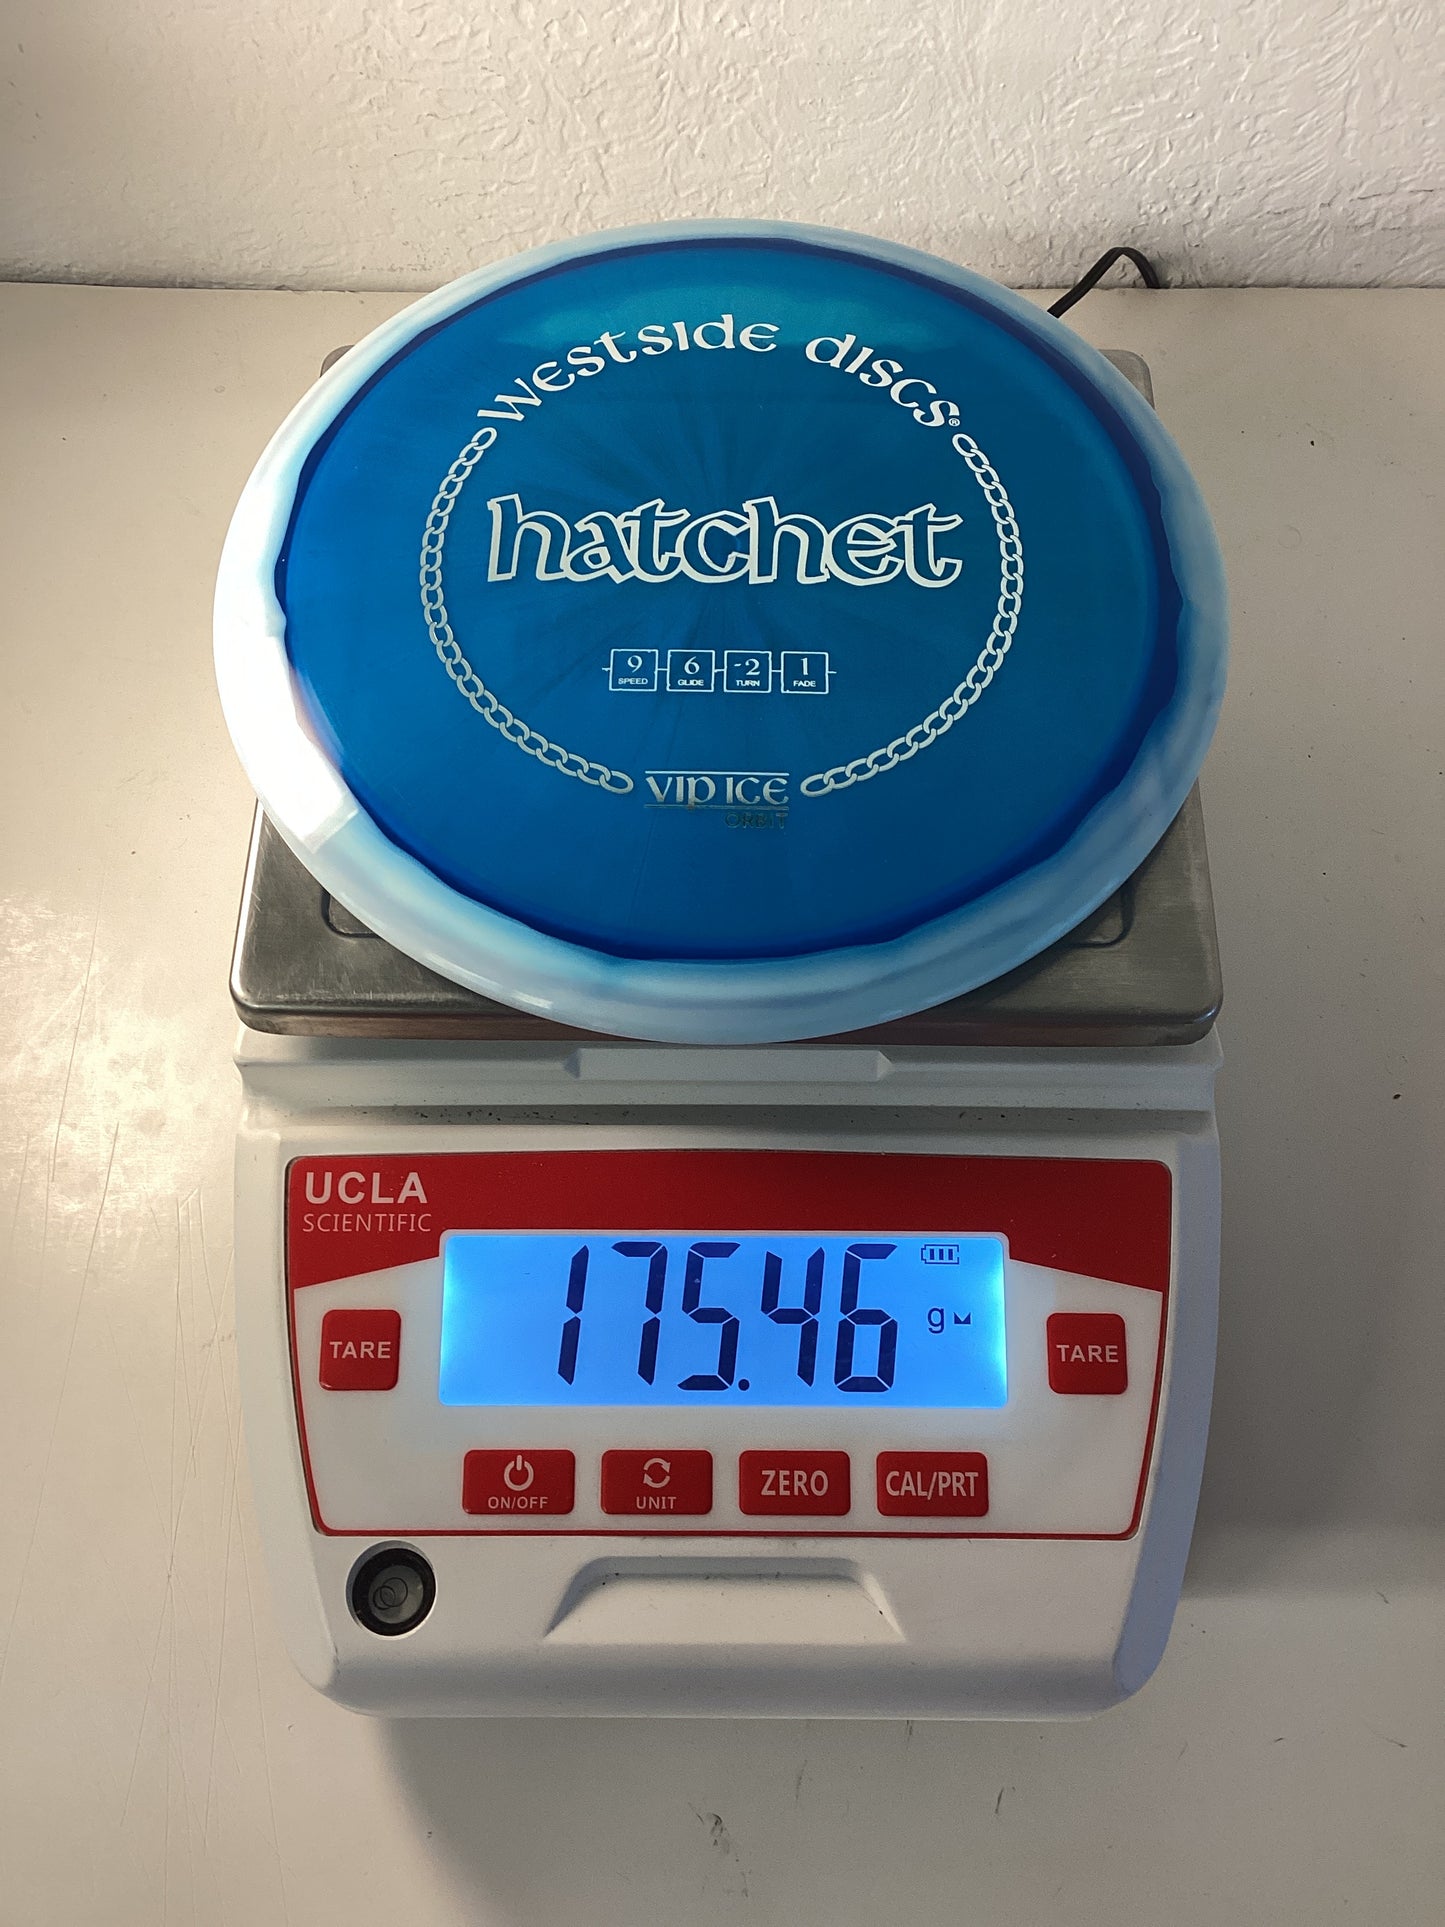 westside discs®
hatchet
9 6 -2 1
SPEED GLIDE TURN FADE
VIP ICE
ORBIT
UCLA
SCIENTIFIC
175.46 g
TARE
TARE
ON/OFF
UNIT
ZERO
CAL/PRT